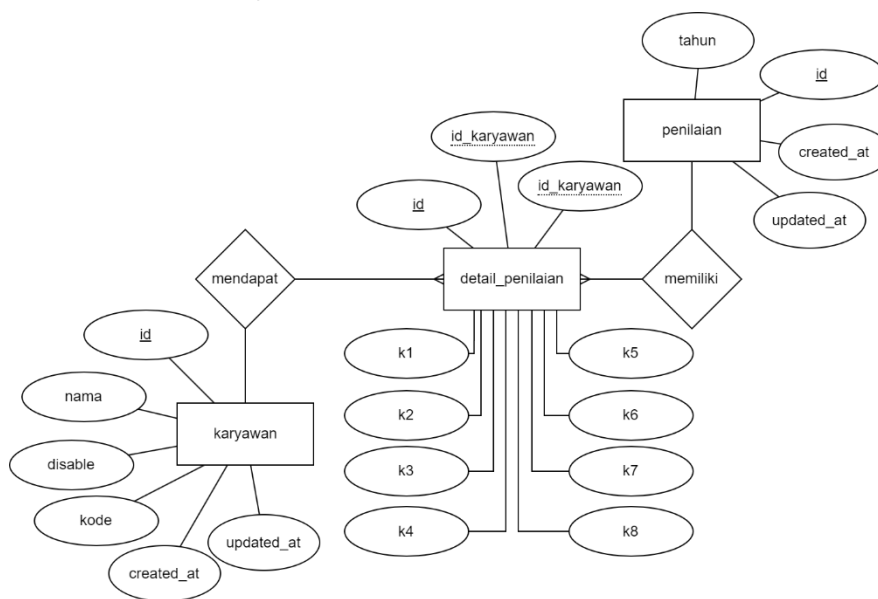 tahun
id
penilaian
id_karyawan
created_at
id_karyawan
id
updated_at
mendapat
detail_penilaian
memiliki
id
k1
k5
nama
k2
k6
karyawan
disable
k3
k7
kode
k4
k8
updated_at
created_at